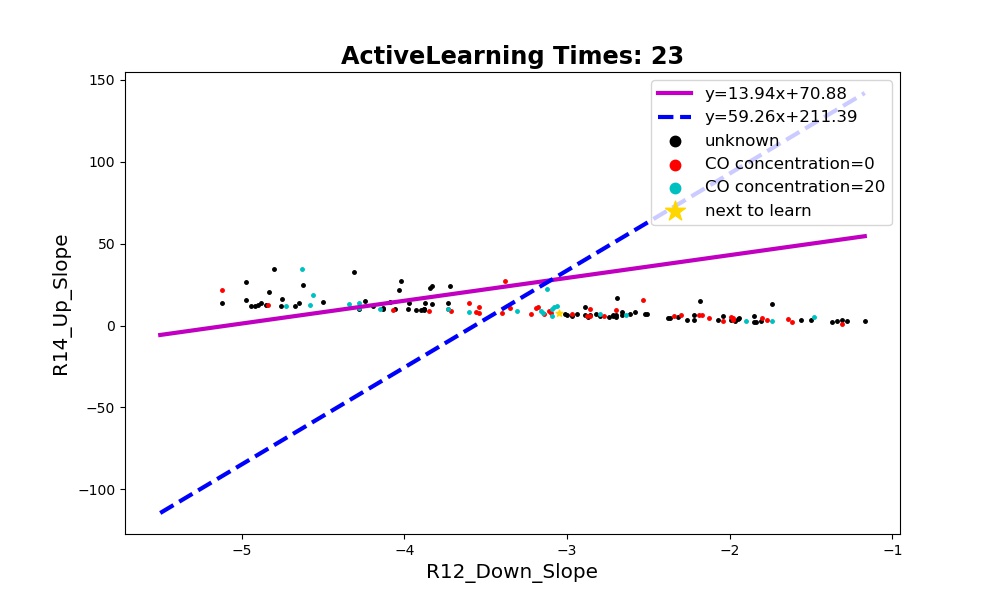 ActiveLearning Times: 23
y=13.94x+70.88
y=59.26x+211.39
unknown
CO concentration=0
CO concentration=20
next to learn
150
100
50
0
−50
−100
R14_Up_Slope
−5
−4
−3
−2
−1
R12_Down_Slope